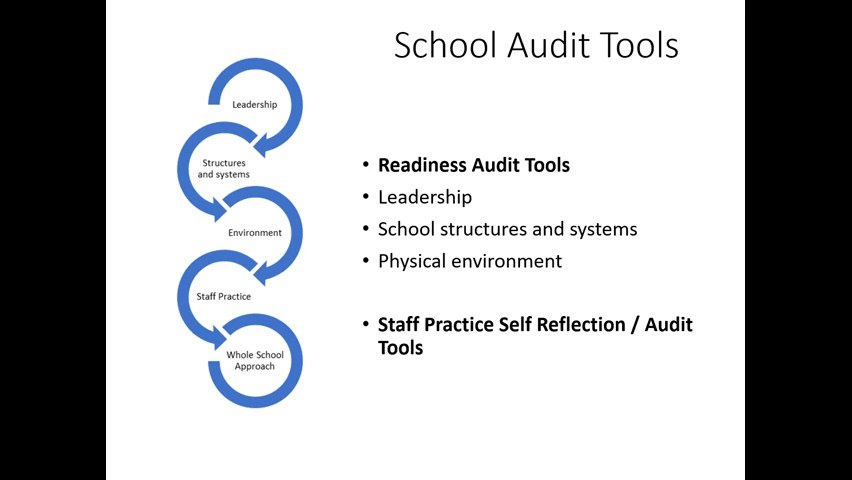 School Audit Tools
Leadership
Structures
and systems
Environment
Staff Practice
Whole School
Approach
• Readiness Audit Tools
• Leadership
• School structures and systems
• Physical environment
• Staff Practice Self Reflection / Audit
Tools